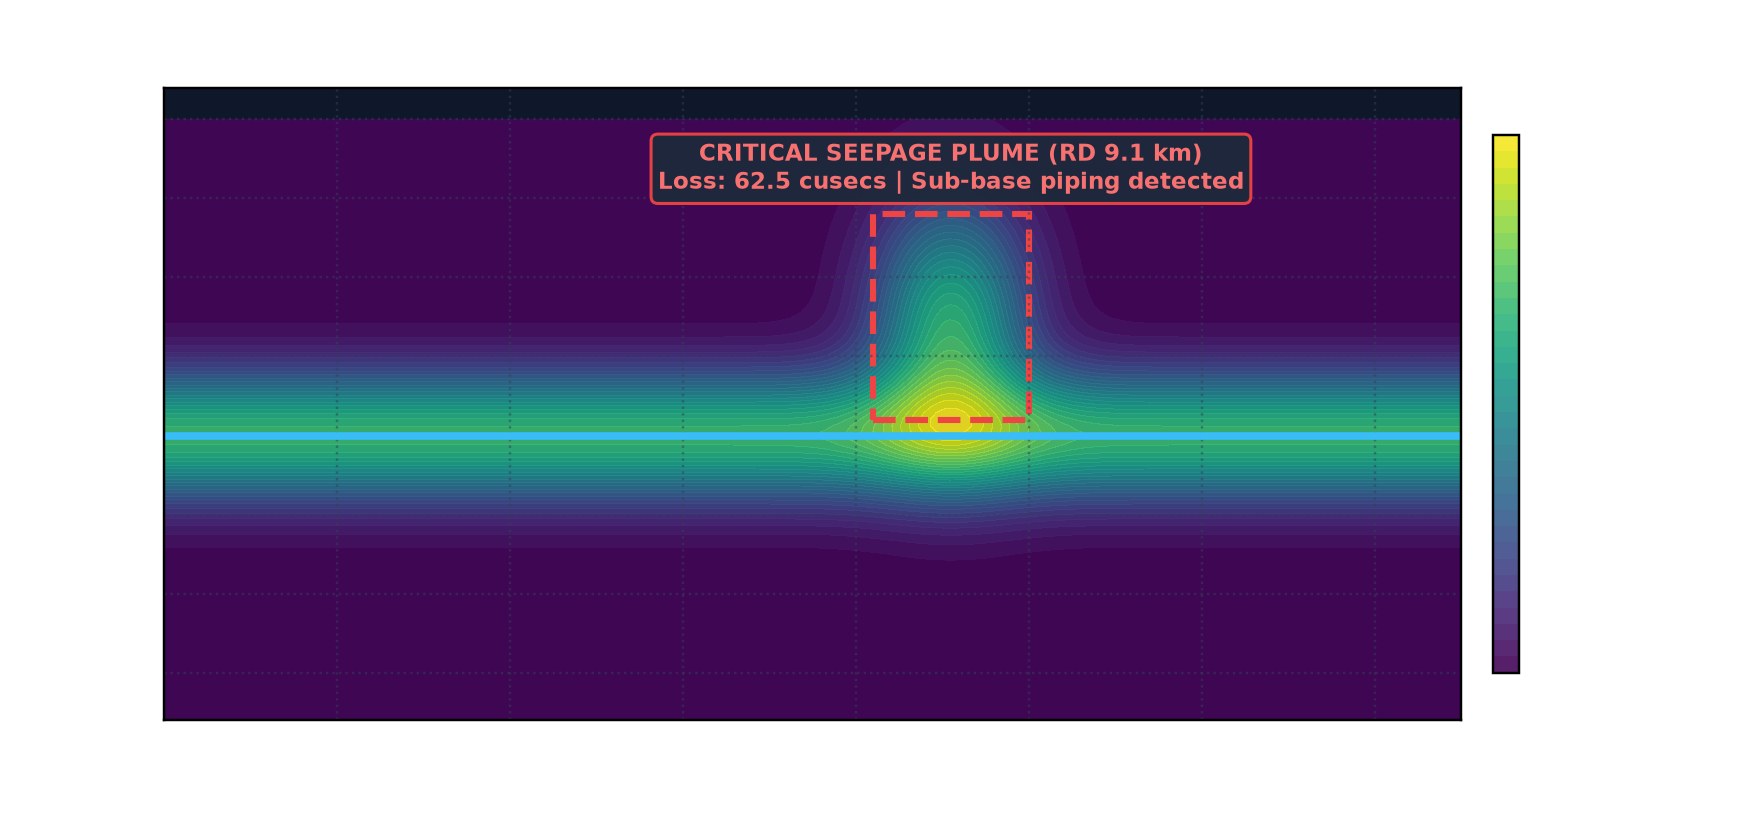 CRITICAL SEEPAGE PLUME (RD 9.1 km)
Loss: 62.5 cusecs | Sub-base piping detected